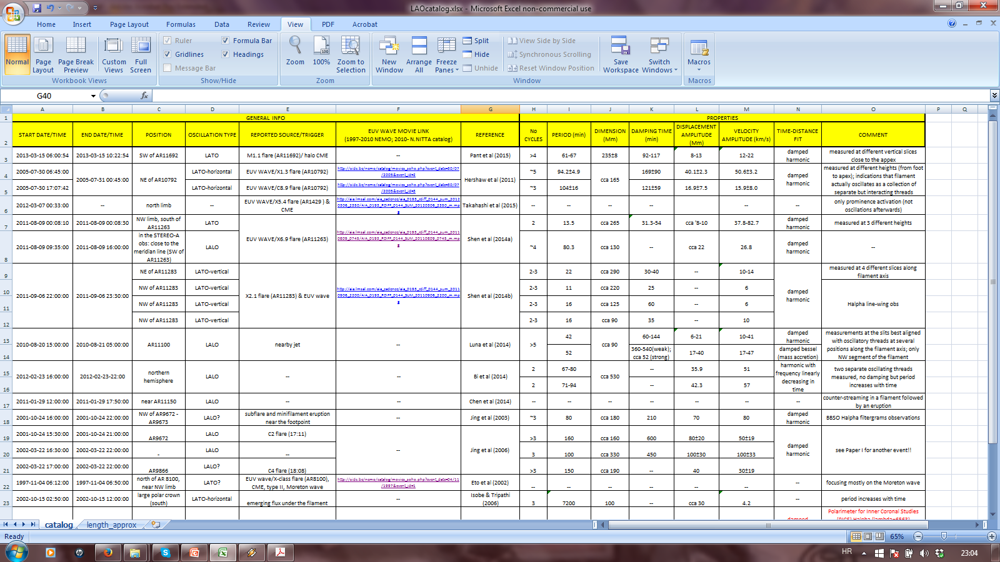 LAOcatalog.xlsx - Microsoft Excel non-commercial use
Home Insert Page Layout Formulas Data Review View PDF Acrobat
Normal Page Layout Page Break Preview Custom Views Full Screen
Workbook Views
Ruler Formula Bar
Gridlines Headings
Message Bar
Show/Hide
Zoom 100% Zoom to Selection
Zoom
New Window Arrange All Freeze Panes Split Hide Unhide
View Side by Side
Synchronous Scrolling
Reset Window Position
Window
Save Workspace Switch Windows
Macros
Macros
G40 fx
A B C D E F G H I J K L M N O P Q
1 GENERAL INFO PROPERTIES
2 START DATE/TIME END DATE/TIME POSITION OSCILLATION TYPE REPORTED SOURCE/TRIGGER EUV WAVE MOVIE LINK (1997-2010 NEMO; 2010- N.NITTA catalog) REFERENCE No CYCLES PERIOD (min) DIMENSION (Mm) DAMPING TIME (min) DISPLACEMENT AMPLITUDE (Mm) VELOCITY AMPLITUDE (km/s) TIME-DISTANCE FIT COMMENT
3 2013-03-15 06:00:54 2013-03-15 10:22:54 SW of AR11692 LATO M1.1 flare (AR11692)/ halo CME -- Pant et al (2015) >4 61-67 235±8 92-117 8-13 12-22 damped harmonic measured at different vertical slices close to the appex
4 2005-07-30 06:45:00 2005-07-31 00:45:00 NE of AR10792 LATO-horizontal EUV WAVE/X1.3 flare (AR10792) Hershaw et al (2011) ~5 94.2±4.9 cca 165 169±90 40.1±2.3 50.6±3.2 damped harmonic measured at different heights (from foot to apex); indications that filament actually oscillates as a collection of separate but interacting threads
5 2005-07-30 17:07:42 LATO-horizontal EUV WAVE/C8.9 flare (AR10792) ~3 104±16 121±59 16.9±7.5 15.9±8.0
6 2012-03-07 00:33:00 -- north limb -- EUV WAVE/X5.4 flare (AR1429 ) & CME Takahashi et al (2015) -- -- -- -- -- -- -- only prominence activation (not oscillations afterwards)
7 2011-08-09 00:08:10 2011-08-09 00:08:30 NW limb, south of AR11263 LATO EUV WAVE/X6.9 flare (AR11263) Shen et al (2014a) 2 13.5 cca 265 31.3-54 cca '8-10 37.8-82.7 damped harmonic measured at 3 different heights
8 2011-08-09 09:35:00 2011-08-09 16:00:00 in the STEREO-A obs: close to the meridian line (SW of AR11263) LALO ~4 80.3 cca 130 -- cca 22 26.8 damped harmonic --
9 2011-09-06 22:00:00 2011-09-06 23:30:00 NE of AR11283 LATO-vertical X2.1 flare (AR11283) & EUV wave Shen et al (2014b) 2-3 22 cca 290 30-40 -- 10-14 damped harmonic measured at 4 different slices along filament axis
10 NW of AR11283 LATO-vertical 2-3 11 cca 220 25 -- 6 Halpha line-wing obs
11 NW of AR11283 LATO-vertical 2-3 16 cca 125 60 -- 6
12 NW of AR11283 LATO-vertical 2-3 16 cca 90 35 -- 10
13 2010-08-20 15:00:00 2010-08-21 05:00:00 AR11100 LALO nearby jet -- Luna et al (2014) >5 42 cca 90 60-144 6-21 10-41 damped harmonic measurements at the slits best aligned with oscillatory threads at several positions along the filament axis; only NW segment of the filament
14 52 360-540(weak); cca 52 (strong) 17-40 17-47 damped bessel (mass accretion)
15 2012-02-23 16:00:00 2012-02-23-22:00 northern hemisphere LALO -- -- Bi et al (2014) 2 67-80 cca 530 -- 35.9 51 harmonic with frequency linearly decreasing in time two separate oscillating threads measured, no damping but period increases with time
16 2 71-94 -- 42.3 57
17 2011-01-29 12:00:00 2011-01-29 17:50:00 near AR11150 LALO -- -- Chen et al (2014) -- -- -- -- -- -- -- counter-streaming in a filament followed by an eruption
18 2001-10-24 16:00:00 2001-10-24 22:00:00 NW of AR9672 - AR9673 LALO? subflare and minifilament eruption near the footpoint -- Jing et al (2003) ~3 80 cca 180 210 70 80 damped harmonic BBSO Halpha filtergrams observations
19 2001-10-24 15:30:00 2001-10-24 21:00:00 AR9672 LALO C2 flare (17:11) -- Jing et al (2006) >3 160 cca 160 600 80±20 50±19 damped harmonic see Paper I for another event!!
20 2002-03-22 16:30:00 2002-03-22 22:00:00 - LALO -- 3 100 cca 330 450 100±30 100±33
21 2002-03-22 17:00:00 2002-03-22 22:00:00 AR9866 LALO? C4 flare (18:08) >3 150 cca 190 -- 40 30±19
22 1997-11-04 06:12:00 1997-11-04 06:50:00 north of AR 8100, near NW limb LATO? EUV wave/X-class flare (AR8100), CME, type II, Moreton wave Eto et al (2002) -- -- -- -- -- -- -- focusing mostly on the Moreton wave
23 2002-10-15 02:50:00 2002-10-15 12:00:00 large polar crown (south) LATO-horizontal emerging flux under the filament -- Isobe & Tripathi (2006) 3 7200 100 -- cca 30 4.2 -- period increases with time
Polarimeter for Inner Coronal Studies
catalog length_approx
Ready 65%
HR 23:04